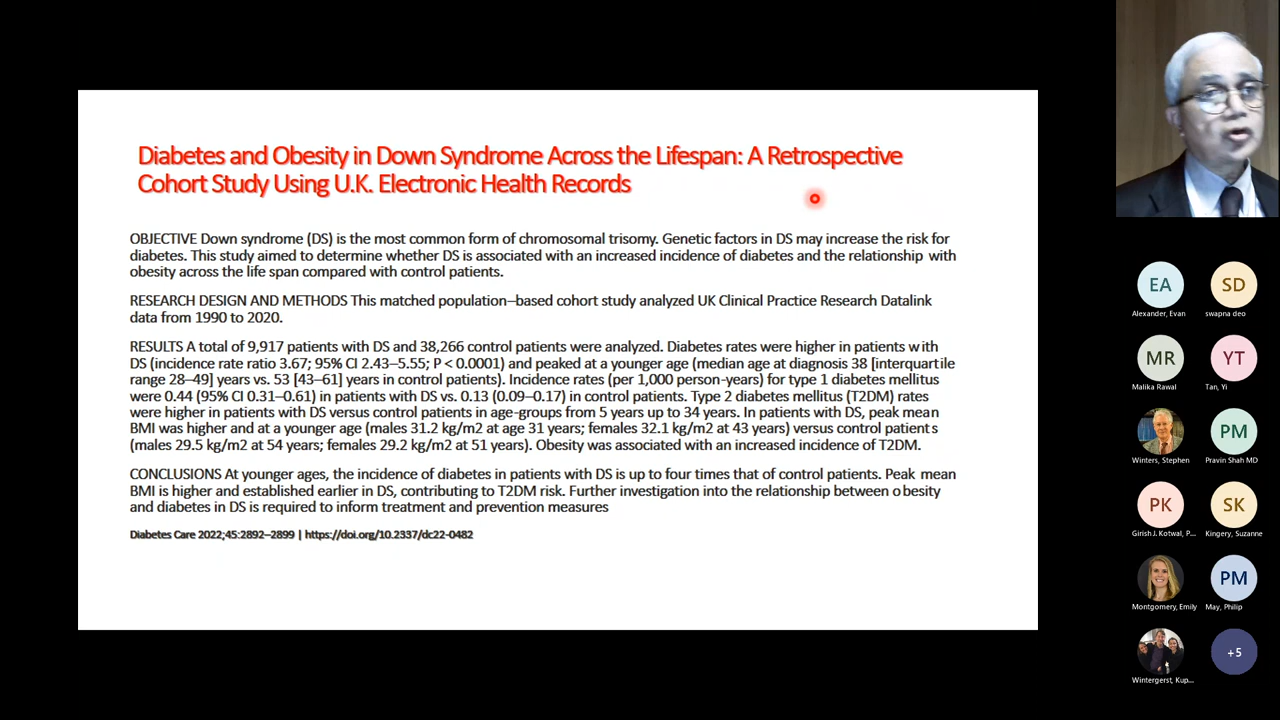 Diabetes and Obesity in Down Syndrome Across the Lifespan: A Retrospective
Cohort Study Using U.K. Electronic Health Records
OBJECTIVE Down syndrome (DS) is the most common form of chromosomal trisomy. Genetic factors in DS may increase the risk for
diabetes. This study aimed to determine whether DS is associated with an increased incidence of diabetes and the relationship with
obesity across the life span compared with control patients.
RESEARCH DESIGN AND METHODS This matched population–based cohort study analyzed UK Clinical Practice Research Datalink
data from 1990 to 2020.
RESULTS A total of 9,917 patients with DS and 38,266 control patients were analyzed. Diabetes rates were higher in patients with
DS (incidence rate ratio 3.67; 95% CI 2.43–5.55; P < 0.0001) and peaked at a younger age (median age at diagnosis 38 [interquartile
range 28–49] years vs. 53 [43–61] years in control patients). Incidence rates (per 1,000 person-years) for type 1 diabetes mellitus
were 0.44 (95% CI 0.31–0.61) in patients with DS vs. 0.13 (0.09–0.17) in control patients. Type 2 diabetes mellitus (T2DM) rates
were higher in patients with DS versus control patients in age-groups from 5 years up to 34 years. In patients with DS, peak mean
BMI was higher and at a younger age (males 31.2 kg/m2 at age 31 years; females 32.1 kg/m2 at 43 years) versus control patients
(males 29.5 kg/m2 at 54 years; females 29.2 kg/m2 at 51 years). Obesity was associated with an increased incidence of T2DM.
CONCLUSIONS At younger ages, the incidence of diabetes in patients with DS is up to four times that of control patients. Peak mean
BMI is higher and established earlier in DS, contributing to T2DM risk. Further investigation into the relationship between obesity
and diabetes in DS is required to inform treatment and prevention measures
Diabetes Care 2022;45:2892–2899 | https://doi.org/10.2337/dc22-0482
EA
Alexander, Evan
SD
swapna deo
MR
Malika Rawal
YT
Tan, Yi
Winters, Stephen
PM
Pravin Shah MD
PK
Girish J. Kotwal, P...
SK
Kingery, Suzanne
Montgomery, Emily
PM
May, Philip
Wintergerst, Kup...
+5